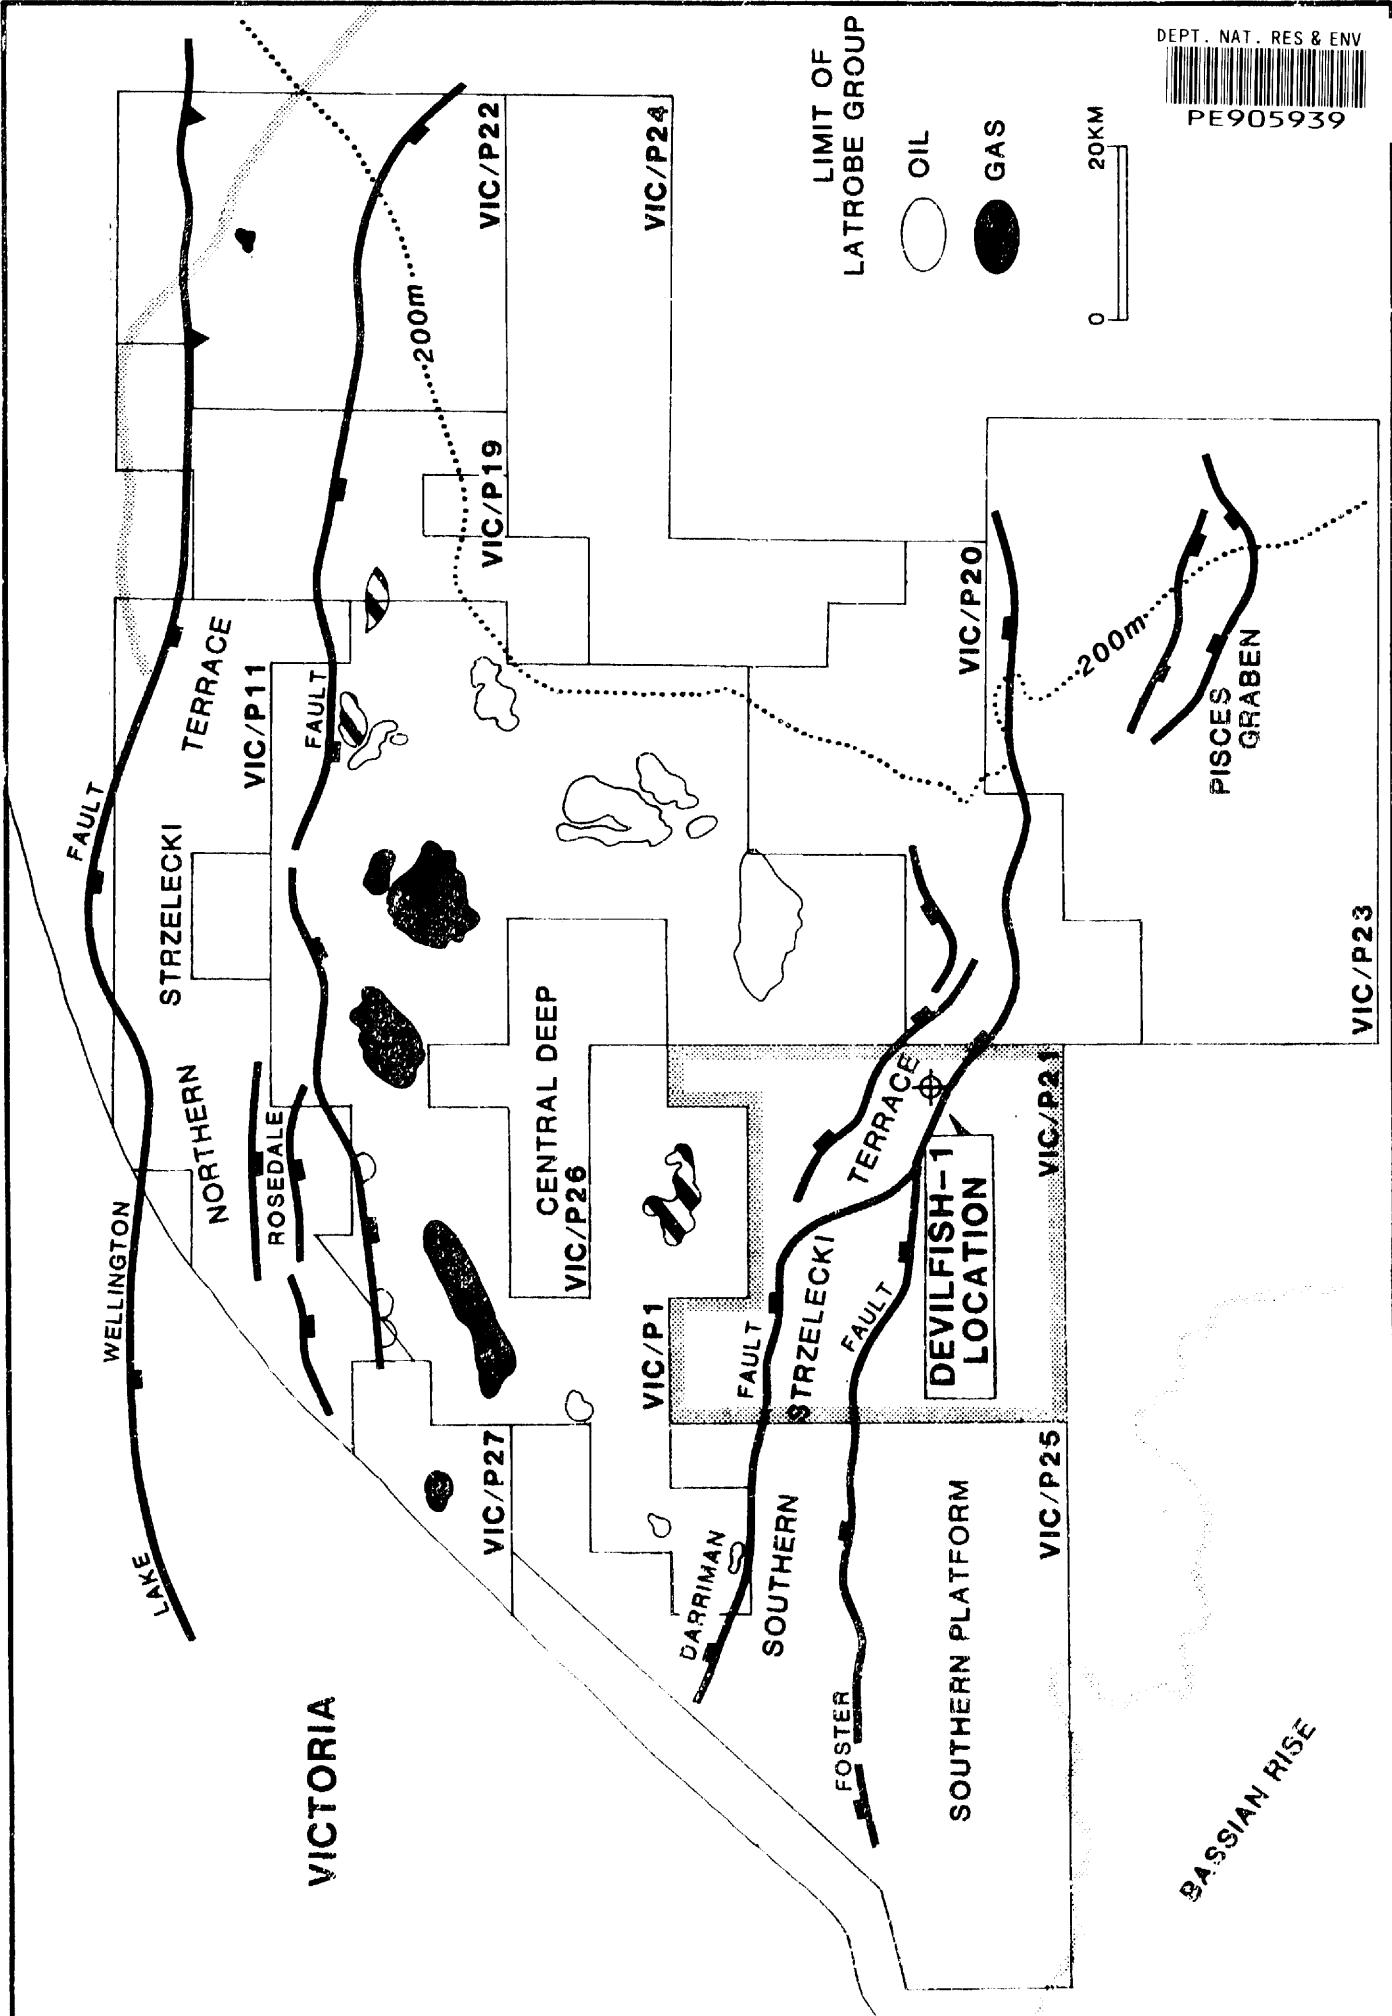 DEPT. NAT. RES & ENV
PE905939
LIMIT OF
LATROBE GROUP
OIL
GAS
0
20KM
VIC/P22
VIC/P24
200m
VIC/P19
VIC/P20
200m
PISCES
GRABEN
VIC/P23
LAKE
WELLINGTON
FAULT
NORTHERN
STRZELECKI
TERRACE
VIC/P11
ROSEDALE
FAULT
CENTRAL DEEP
VIC/P26
VIC/P1
VIC/P27
DARRIMAN
FAULT
SOUTHERN
STRZELECKI
TERRACE
FOSTER
FAULT
DEVILFISH-1
LOCATION
VIC/P21
VIC/P25
SOUTHERN PLATFORM
VICTORIA
BASSIAN RISE